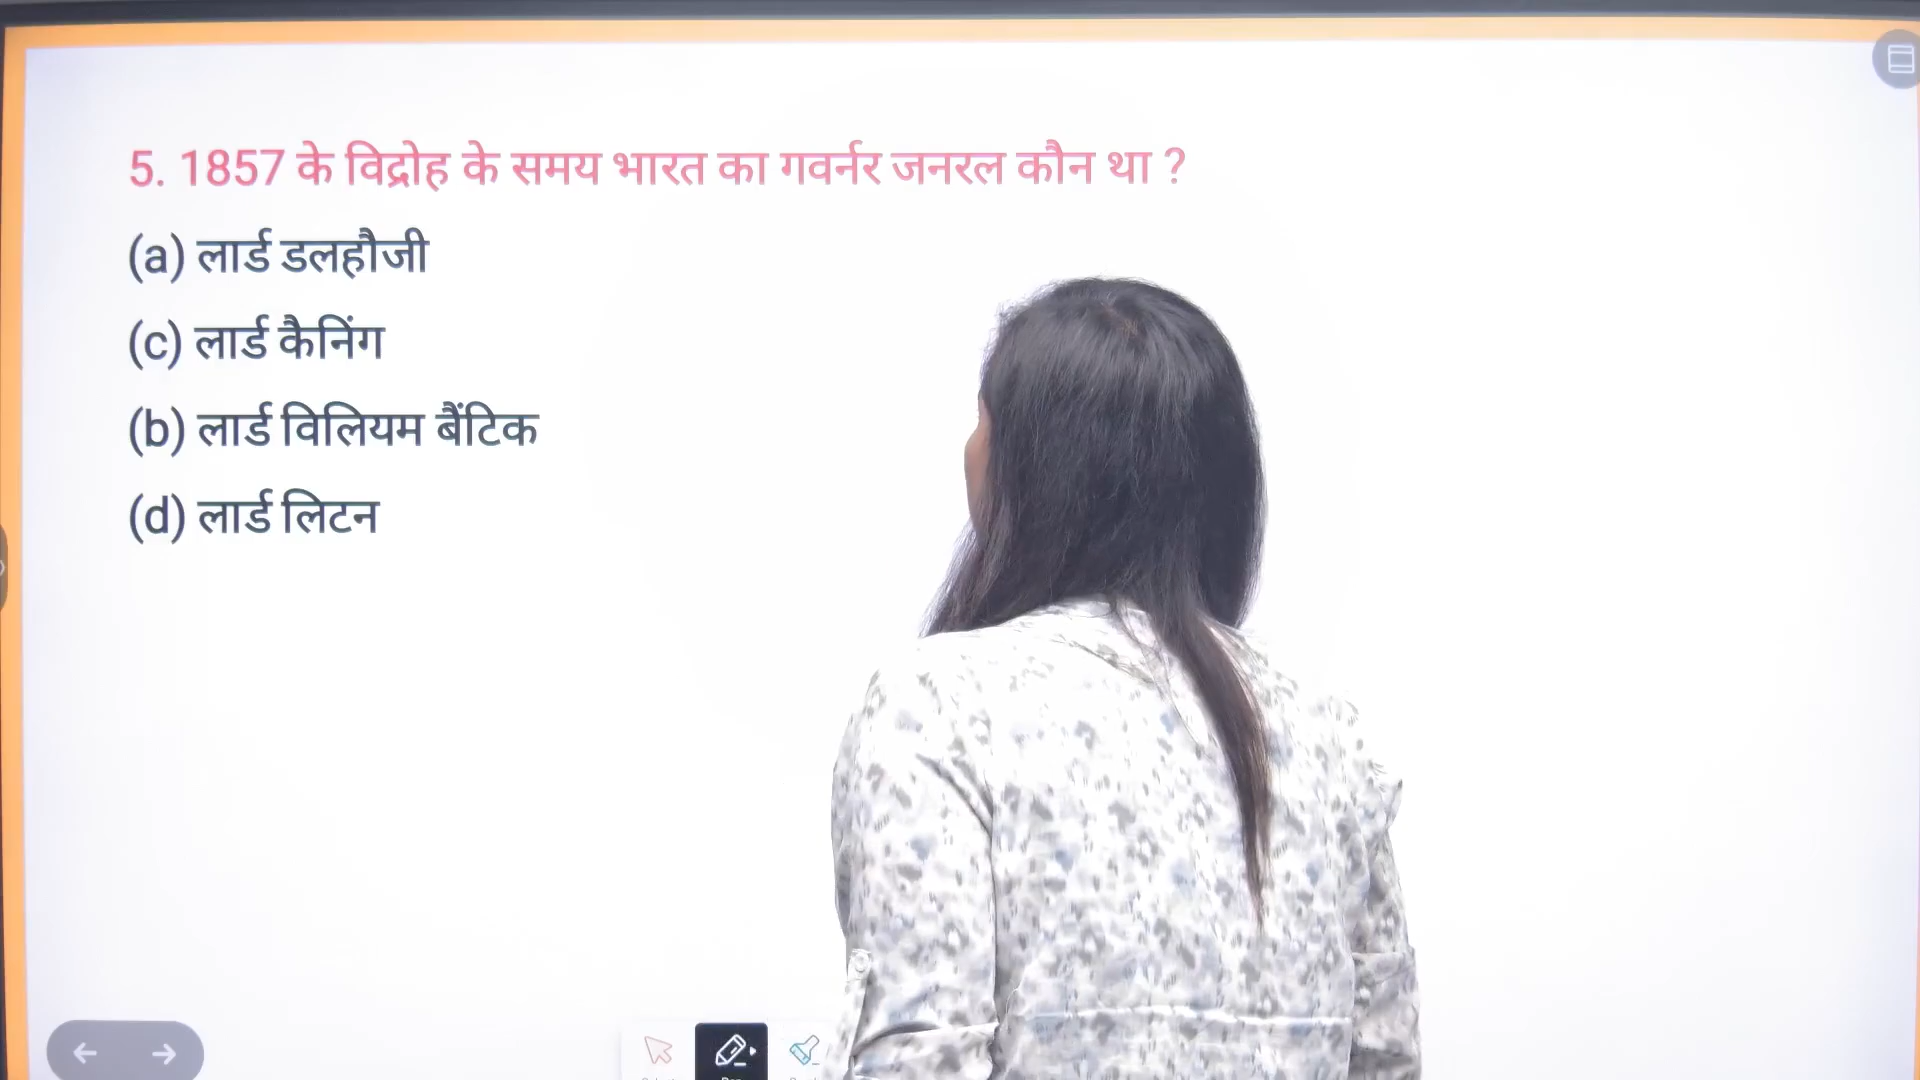 5. 1857 के विद्रोह के समय भारत का गवर्नर जनरल कौन था ?
(a) लार्ड डलहौजी
(c) लार्ड कैनिंग
(b) लार्ड विलियम बैंटिक
(d) लार्ड लिटन